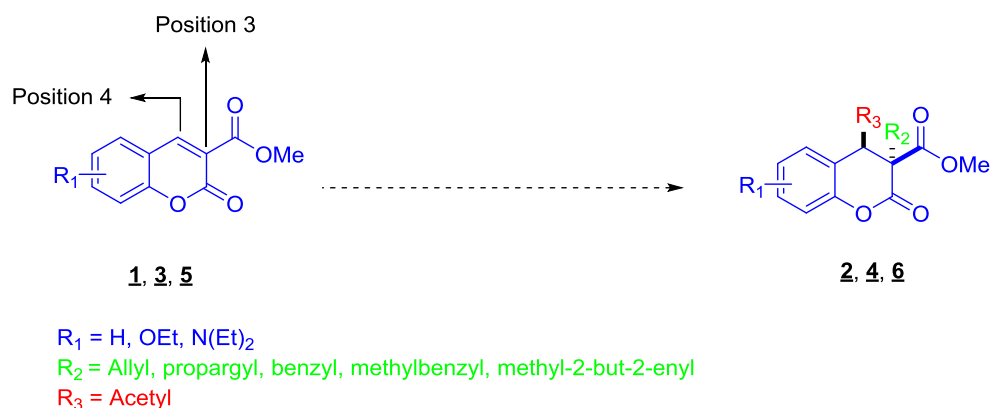 Position 3
Position 4
O
OMe
R1
O
O
R3
R2
O
OMe
R1
O
O
1, 3, 5
2, 4, 6
R1 = H, OEt, N(Et)2
R2 = Allyl, propargyl, benzyl, methylbenzyl, methyl-2-but-2-enyl
R3 = Acetyl